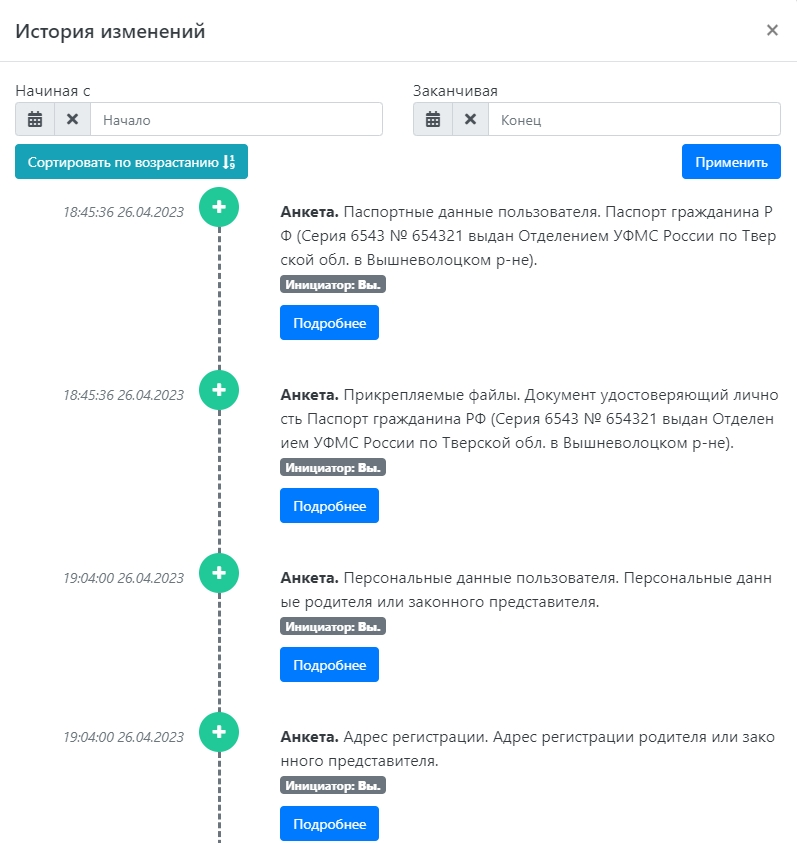 История изменений
×
Начиная с
Заканчивая
Начало
Конец
Сортировать по возрастанию
Применить
18:45:36 26.04.2023
Анкета. Паспортные данные пользователя. Паспорт гражданина Р
Ф (Серия 6543 № 654321 выдан Отделением УФМС России по Твер
ской обл. в Вышневолоцком р-не).
Инициатор: Вы.
Подробнее
18:45:36 26.04.2023
Анкета. Прикрепляемые файлы. Документ удостоверяющий лично
сть Паспорт гражданина РФ (Серия 6543 № 654321 выдан Отделен
ием УФМС России по Тверской обл. в Вышневолоцком р-не).
Инициатор: Вы.
Подробнее
19:04:00 26.04.2023
Анкета. Персональные данные пользователя. Персональные данн
ые родителя или законного представителя.
Инициатор: Вы.
Подробнее
19:04:00 26.04.2023
Анкета. Адрес регистрации. Адрес регистрации родителя или зако
нного представителя.
Инициатор: Вы.
Подробнее